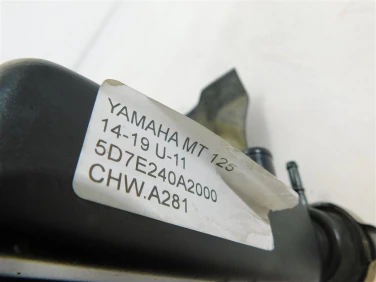 YAMAHA MT 125
14-19 U-11
5D7E240A2000
CHW.A281